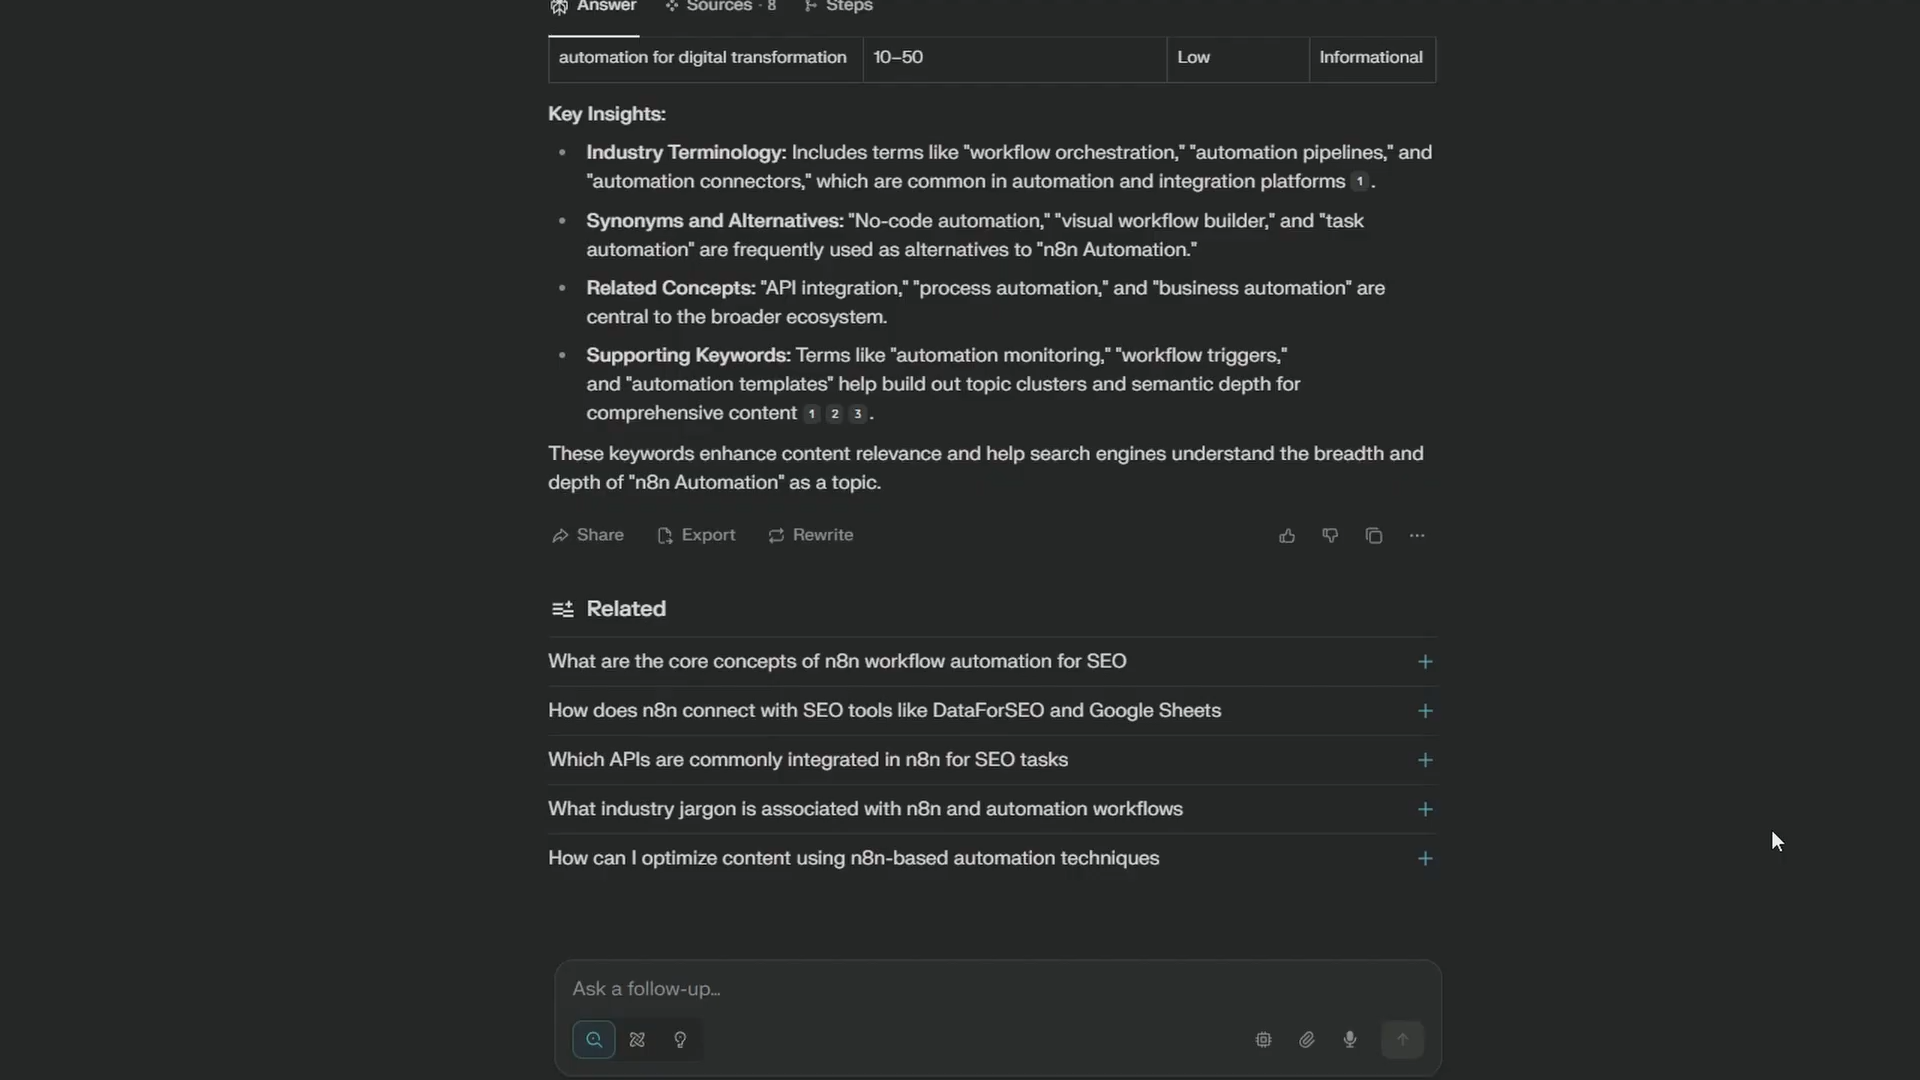 Answer Sources · 8 Steps
automation for digital transformation 10–50 Low Informational
Key Insights:
• Industry Terminology: Includes terms like "workflow orchestration," "automation pipelines," and
"automation connectors," which are common in automation and integration platforms 1 .
• Synonyms and Alternatives: "No-code automation," "visual workflow builder," and "task
automation" are frequently used as alternatives to "n8n Automation."
• Related Concepts: "API integration," "process automation," and "business automation" are
central to the broader ecosystem.
• Supporting Keywords: Terms like "automation monitoring," "workflow triggers,"
and "automation templates" help build out topic clusters and semantic depth for
comprehensive content 1 2 3 .
These keywords enhance content relevance and help search engines understand the breadth and
depth of "n8n Automation" as a topic.
Share Export Rewrite
Related
What are the core concepts of n8n workflow automation for SEO
How does n8n connect with SEO tools like DataForSEO and Google Sheets
Which APIs are commonly integrated in n8n for SEO tasks
What industry jargon is associated with n8n and automation workflows
How can I optimize content using n8n-based automation techniques
Ask a follow-up...